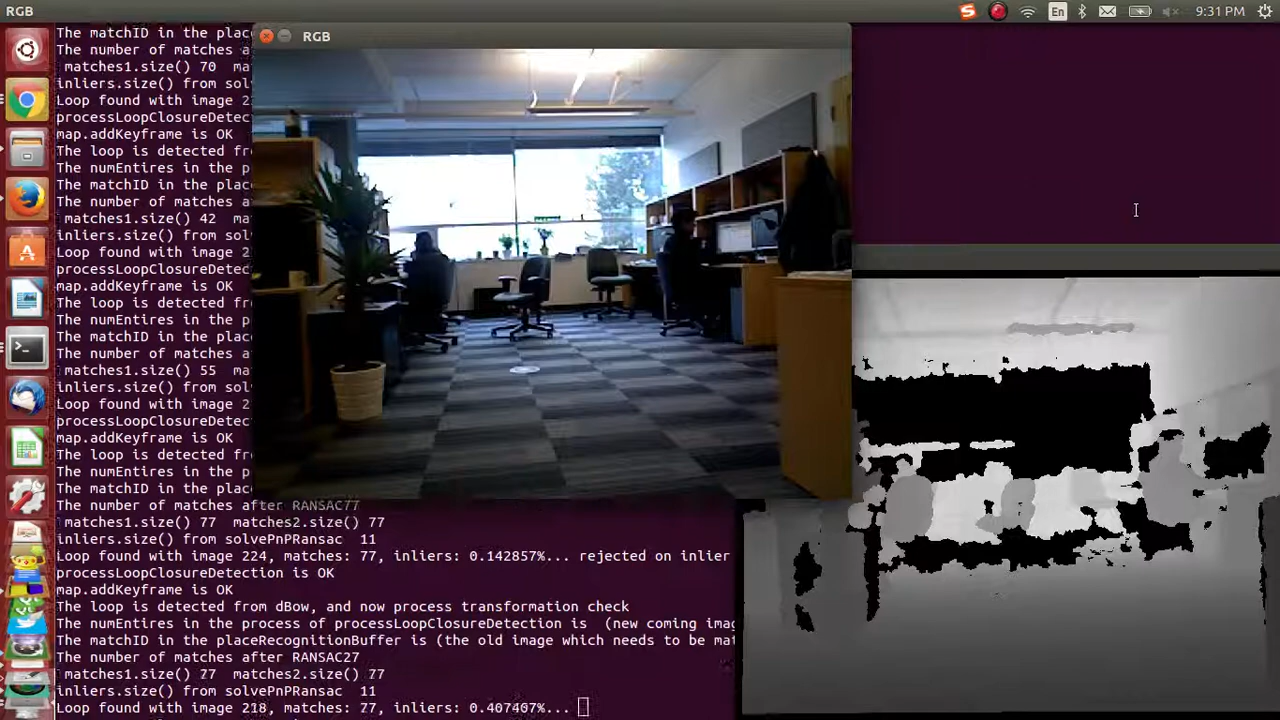 RGB
En
9:31 PM
RGB
The matchID in the plac
The number of matches a
matches1.size() 70 ma
inliers.size() from sol
Loop found with image 2
processLoopClosureDetec
map.addKeyframe is OK
The loop is detected fr
The numEntires in the p
The matchID in the plac
The number of matches a
matches1.size() 42 ma
inliers.size() from sol
Loop found with image 2
processLoopClosureDetec
map.addKeyframe is OK
The loop is detected fr
The numEntires in the p
The matchID in the plac
The number of matches a
matches1.size() 55 ma
inliers.size() from sol
Loop found with image 2
processLoopClosureDetec
map.addKeyframe is OK
The loop is detected fr
The numEntires in the p
The matchID in the plac
The number of matches after RANSAC77
matches1.size() 77 matches2.size() 77
inliers.size() from solvePnPRansac 11
Loop found with image 224, matches: 77, inliers: 0.142857%... rejected on inlier
processLoopClosureDetection is OK
map.addKeyframe is OK
The loop is detected from dBow, and now process transformation check
The numEntires in the process of processLoopClosureDetection is (new coming imag
The matchID in the placeRecognitionBuffer is (the old image which needs to be mat
The number of matches after RANSAC27
matches1.size() 77 matches2.size() 77
inliers.size() from solvePnPRansac 11
Loop found with image 218, matches: 27, inliers: 0.407407%...